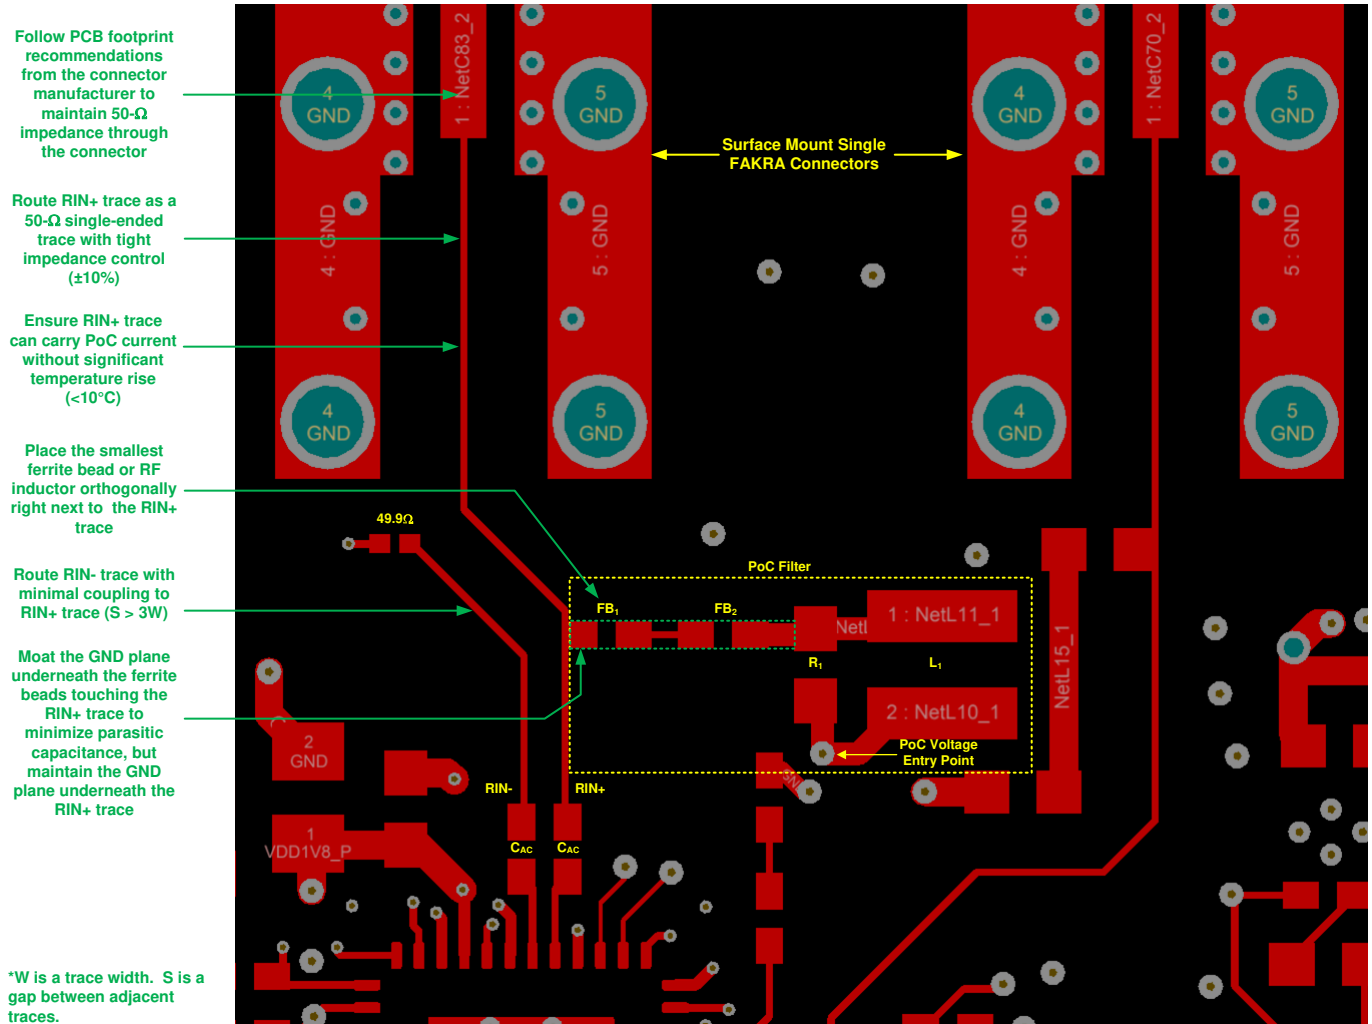 Follow PCB footprint
recommendations
from the connector
manufacturer to
maintain 50-Ω
impedance through
the connector
Route RIN+ trace as a
50-Ω single-ended
trace with tight
impedance control
(±10%)
Ensure RIN+ trace
can carry PoC current
without significant
temperature rise
(<10°C)
Place the smallest
ferrite bead or RF
inductor orthogonally
right next to the RIN+
trace
Route RIN- trace with
minimal coupling to
RIN+ trace (S > 3W)
Moat the GND plane
underneath the ferrite
beads touching the
RIN+ trace to
minimize parasitic
capacitance, but
maintain the GND
plane underneath the
RIN+ trace
*W is a trace width. S is a
gap between adjacent
traces.
4
GND
1 : NetC83_2
5
GND
Surface Mount Single
FAKRA Connectors
4
GND
1 : NetC70_2
5
GND
4 : GND
5 : GND
4 : GND
5 : GND
4
GND
5
GND
4
GND
5
GND
49.9Ω
PoC Filter
FB1
FB2
NetL
1 : NetL11_1
R1
L1
NetL15_1
2 : NetL10_1
PoC Voltage
Entry Point
2
GND
RIN-
RIN+
1
VDD1V8_P
CAC
CAC